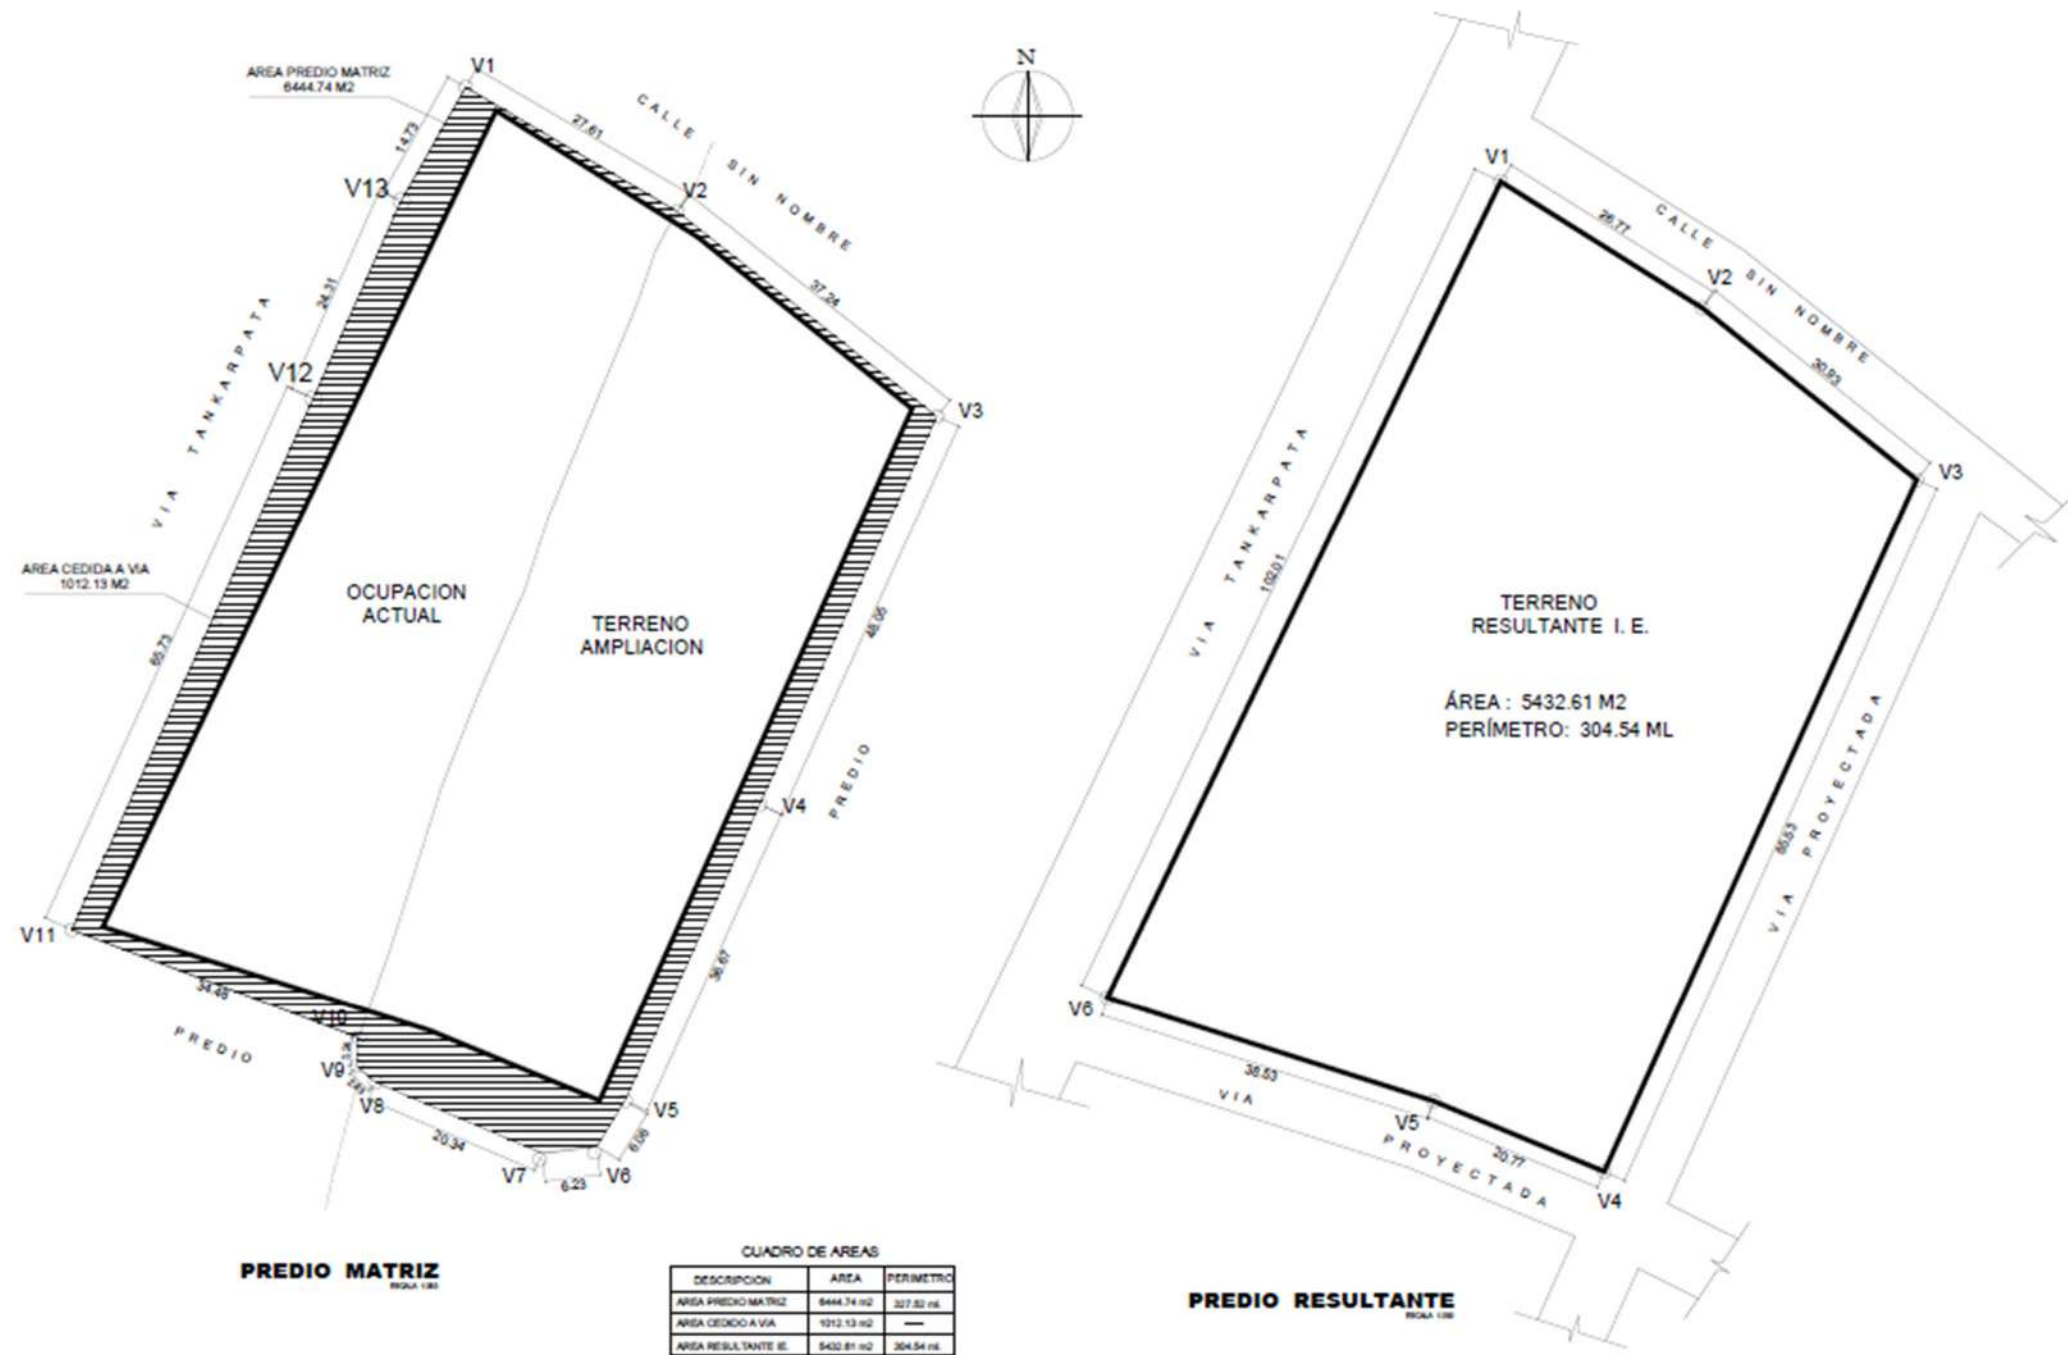 AREA PREDIO MATRIZ
6444.74 M2
V1
27.61
CALLE SIN NOMBRE
14.73
V13
V2
37.24
24.31
VIA TANKARPATA
V12
V3
AREA CEDIDA A VIA
1012.13 M2
OCUPACION
ACTUAL
TERRENO
AMPLIACION
48.05
65.73
PREDIO
V4
36.67
V11
34.48
V10
PREDIO
V9
V8
V5
6.06
20.34
V7
V6
6.23
PREDIO MATRIZ
N
V1
26.77
CALLE SIN NOMBRE
V2
30.93
V3
VIA TANKARPATA
102.01
TERRENO
RESULTANTE I. E.
ÁREA : 5432.61 M2
PERÍMETRO: 304.54 ML
VIA PROYECTADA
V6
38.53
VIA PROYECTADA
V5
20.77
V4
PREDIO RESULTANTE
CUADRO DE AREAS
DESCRIPCION AREA PERIMETRO
AREA PREDIO MATRIZ 6444.74 m2 327.52 ml.
AREA CEDIDO A VIA 1012.13 m2 —
AREA RESULTANTE IE. 5432.61 m2 304.54 ml.